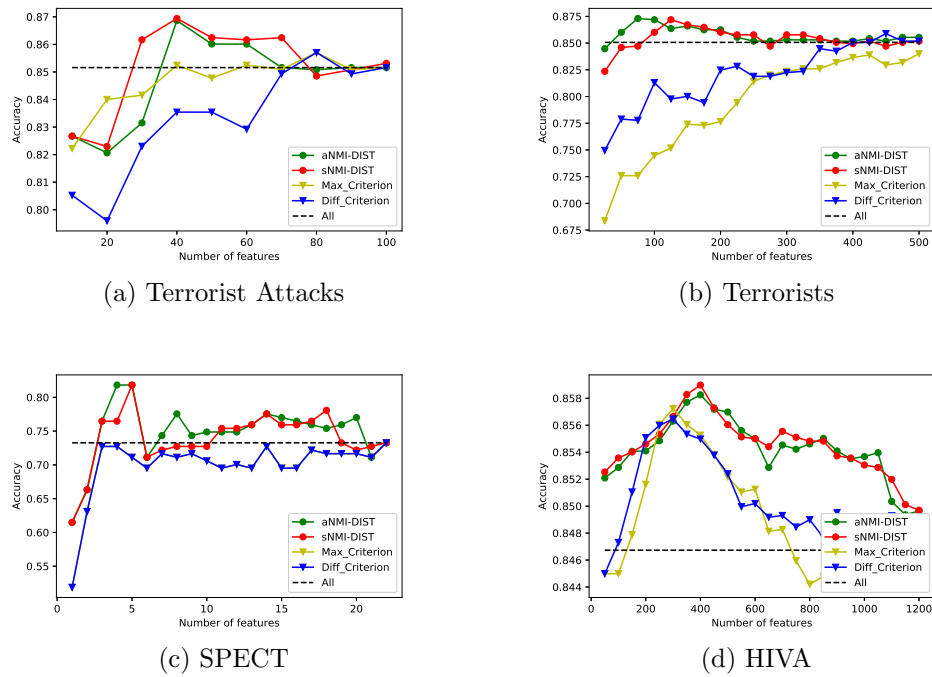 0.86
0.85
0.84
0.83
0.82
0.81
0.80
Accuracy
20 40 60 80 100
Number of features
aNMI-DIST
sNMI-DIST
Max_Criterion
Diff_Criterion
All
(a) Terrorist Attacks
0.875
0.850
0.825
0.800
0.775
0.750
0.725
0.700
0.675
Accuracy
100 200 300 400 500
Number of features
aNMI-DIST
sNMI-DIST
Max_Criterion
Diff_Criterion
All
(b) Terrorists
0.80
0.75
0.70
0.65
0.60
0.55
Accuracy
0 5 10 15 20
Number of features
aNMI-DIST
sNMI-DIST
Max_Criterion
Diff_Criterion
All
(c) SPECT
0.858
0.856
0.854
0.852
0.850
0.848
0.846
0.844
Accuracy
0 200 400 600 800 1000 1200
Number of features
aNMI-DIST
sNMI-DIST
Max_Criterion
Diff_Criterion
All
(d) HIVA